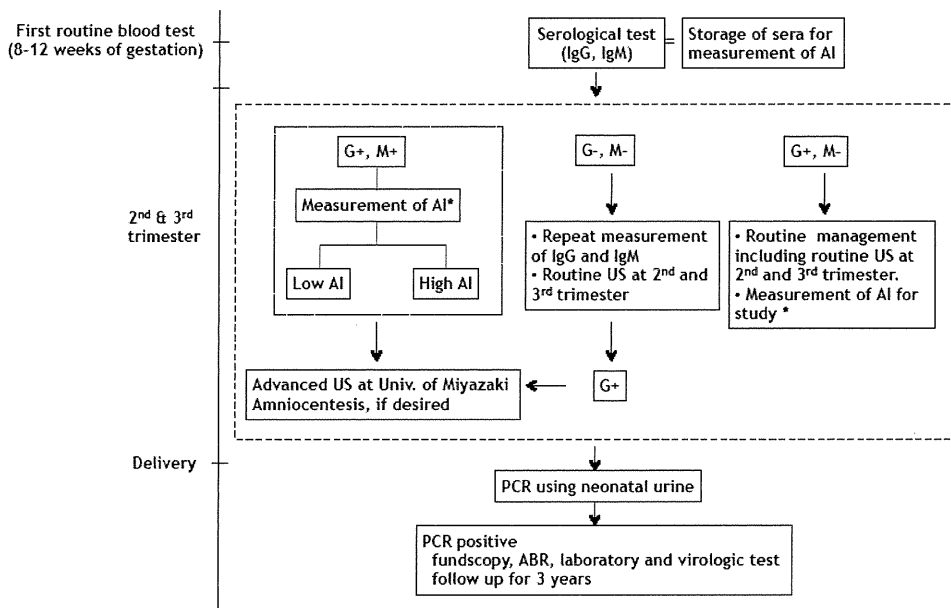 First routine blood test
(8-12 weeks of gestation)
Serological test
(IgG, IgM)
=
Storage of sera for
measurement of AI
2nd & 3rd
trimester
G+, M+
Measurement of AI*
Low AI
High AI
G-, M-
• Repeat measurement
of IgG and IgM
• Routine US at 2nd and
3rd trimester
G+, M-
• Routine management
including routine US at
2nd and 3rd trimester.
• Measurement of AI for
study *
Advanced US at Univ. of Miyazaki
Amniocentesis, if desired
G+
Delivery
PCR using neonatal urine
PCR positive
fundscopy, ABR, laboratory and virologic test
follow up for 3 years